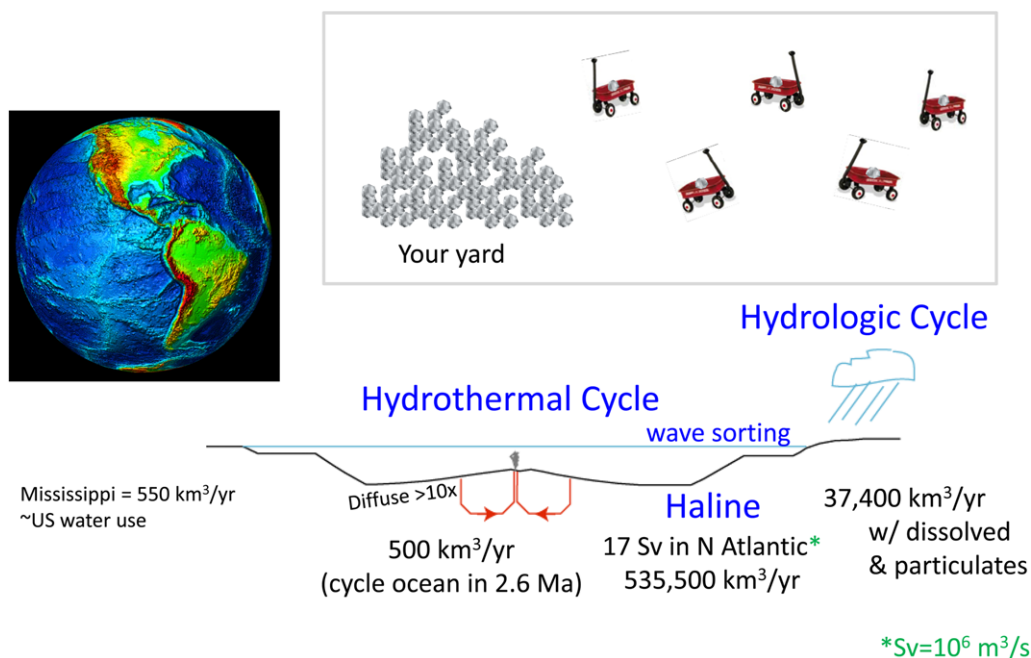 Your yard
Hydrologic Cycle
Hydrothermal Cycle
wave sorting
Mississippi = 550 km³/yr
~US water use
Diffuse >10x
500 km³/yr
(cycle ocean in 2.6 Ma)
Haline
17 Sv in N Atlantic*
535,500 km³/yr
37,400 km³/yr
w/ dissolved
& particulates
*Sv=10⁶ m³/s